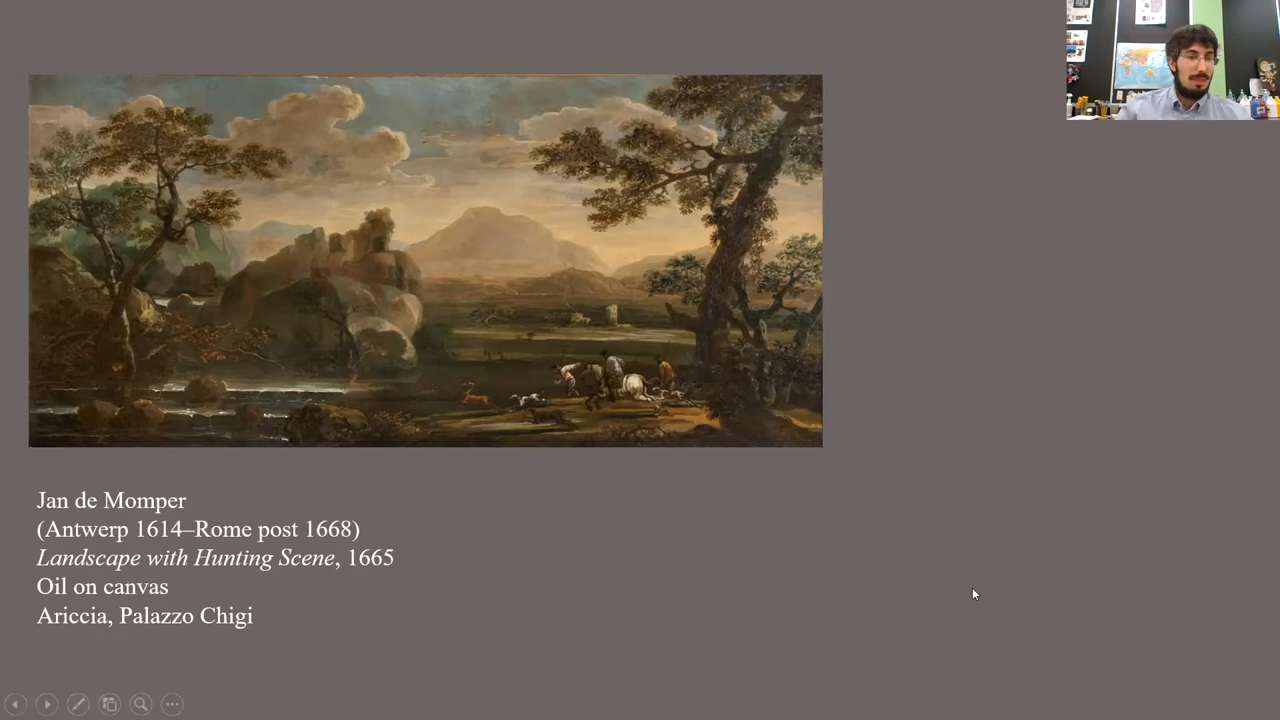 Jan de Momper
(Antwerp 1614–Rome post 1668)
Landscape with Hunting Scene, 1665
Oil on canvas
Ariccia, Palazzo Chigi